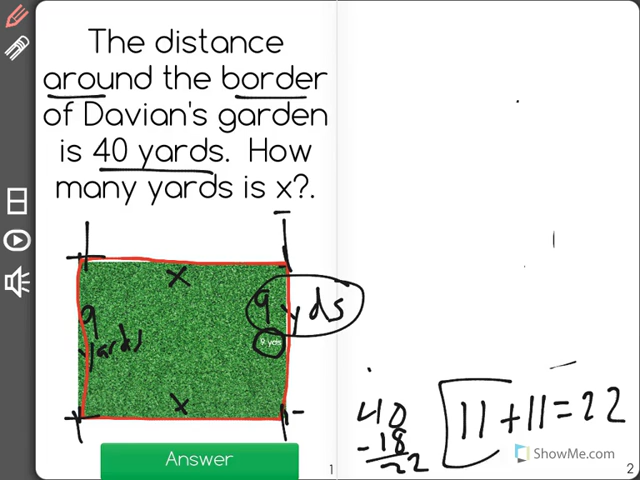 The distance
around the border
of Davian's garden
is 40 yards. How
many yards is x?.
x
9
yards
9 yds
9 yds
x
40
-18
22
11 + 11 = 22
Answer
1
ShowMe.com
2